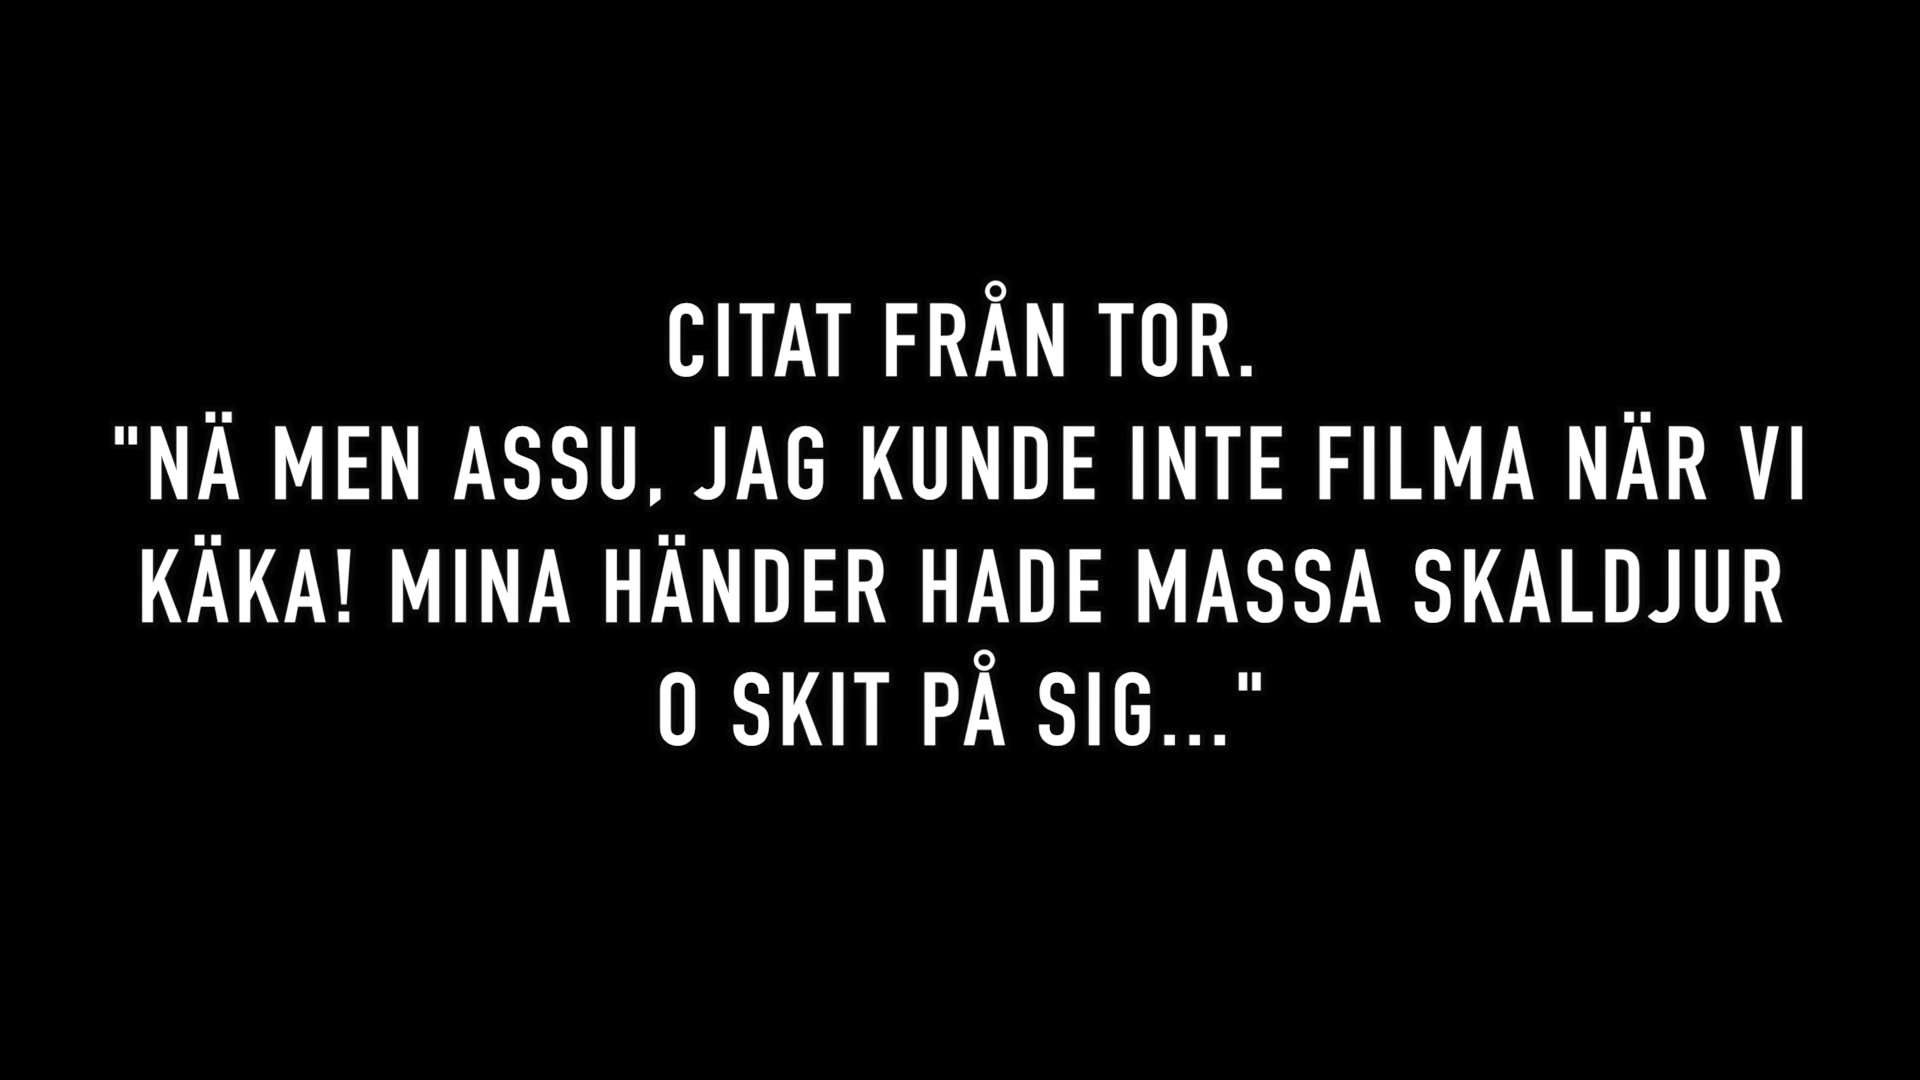 CITAT FRÅN TOR.
"NÄ MEN ASSU, JAG KUNDE INTE FILMA NÄR VI
KÄKA! MINA HÄNDER HADE MASSA SKALDJUR
O SKIT PÅ SIG..."